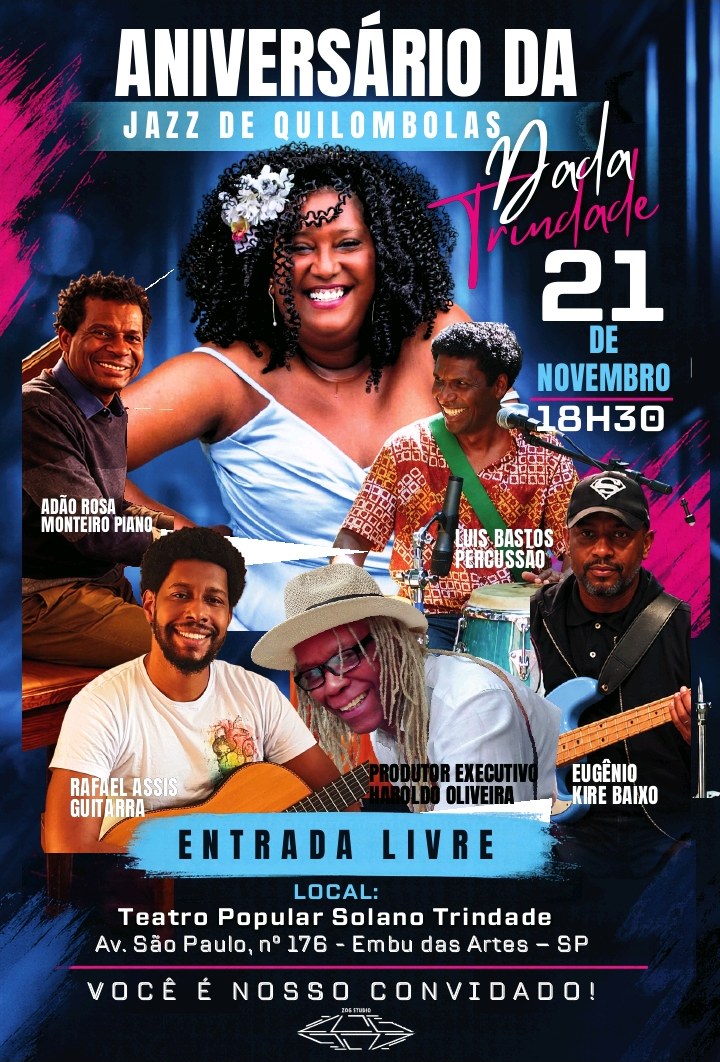 ANIVERSÁRIO DA
JAZZ DE QUILOMBOLAS
Dada
Trindade
21
DE
NOVEMBRO
18H30
ADÃO ROSA
MONTEIRO PIANO
LUIS BASTOS
PERCUSSÃO
RAFAEL ASSIS
GUITARRA
PRODUTOR EXECUTIVO
HAROLDO OLIVEIRA
EUGÊNIO
KIRE BAIXO
ENTRADA LIVRE
LOCAL:
Teatro Popular Solano Trindade
Av. São Paulo, nº 176 - Embu das Artes – SP
VOCÊ É NOSSO CONVIDADO!
ZOG STUDIO